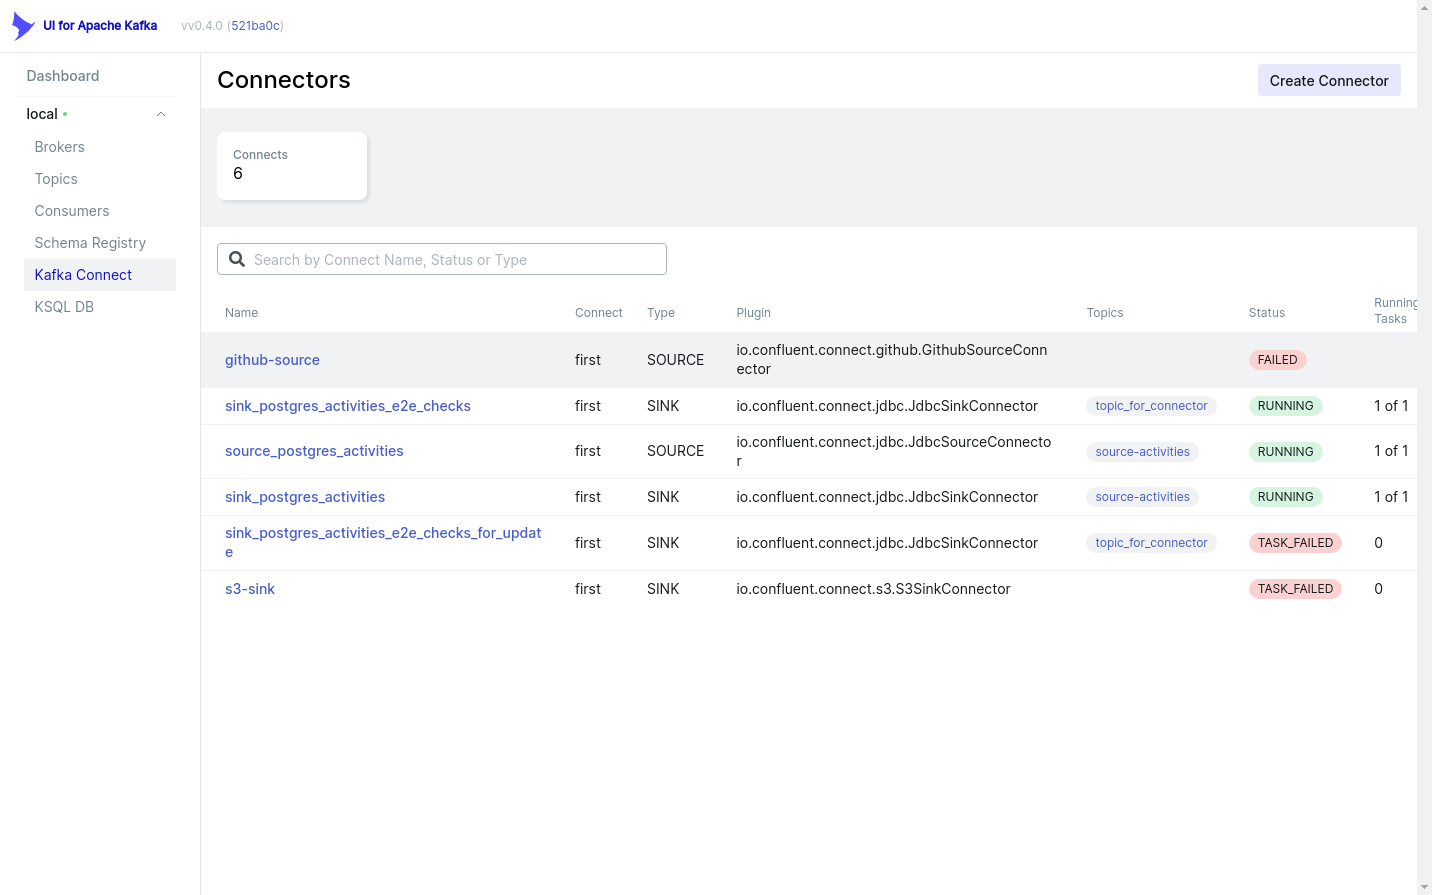 UI for Apache Kafka vv0.4.0 (521ba0c)
Dashboard
local
Brokers
Topics
Consumers
Schema Registry
Kafka Connect
KSQL DB
Connectors
Create Connector
Connects
6
Search by Connect Name, Status or Type
Name Connect Type Plugin Topics Status Running
Tasks
github-source first SOURCE io.confluent.connect.github.GithubSourceConn
ector FAILED
sink_postgres_activities_e2e_checks first SINK io.confluent.connect.jdbc.JdbcSinkConnector topic_for_connector RUNNING 1 of 1
source_postgres_activities first SOURCE io.confluent.connect.jdbc.JdbcSourceConnecto
r source-activities RUNNING 1 of 1
sink_postgres_activities first SINK io.confluent.connect.jdbc.JdbcSinkConnector source-activities RUNNING 1 of 1
sink_postgres_activities_e2e_checks_for_updat
e first SINK io.confluent.connect.jdbc.JdbcSinkConnector topic_for_connector TASK_FAILED 0
s3-sink first SINK io.confluent.connect.s3.S3SinkConnector TASK_FAILED 0